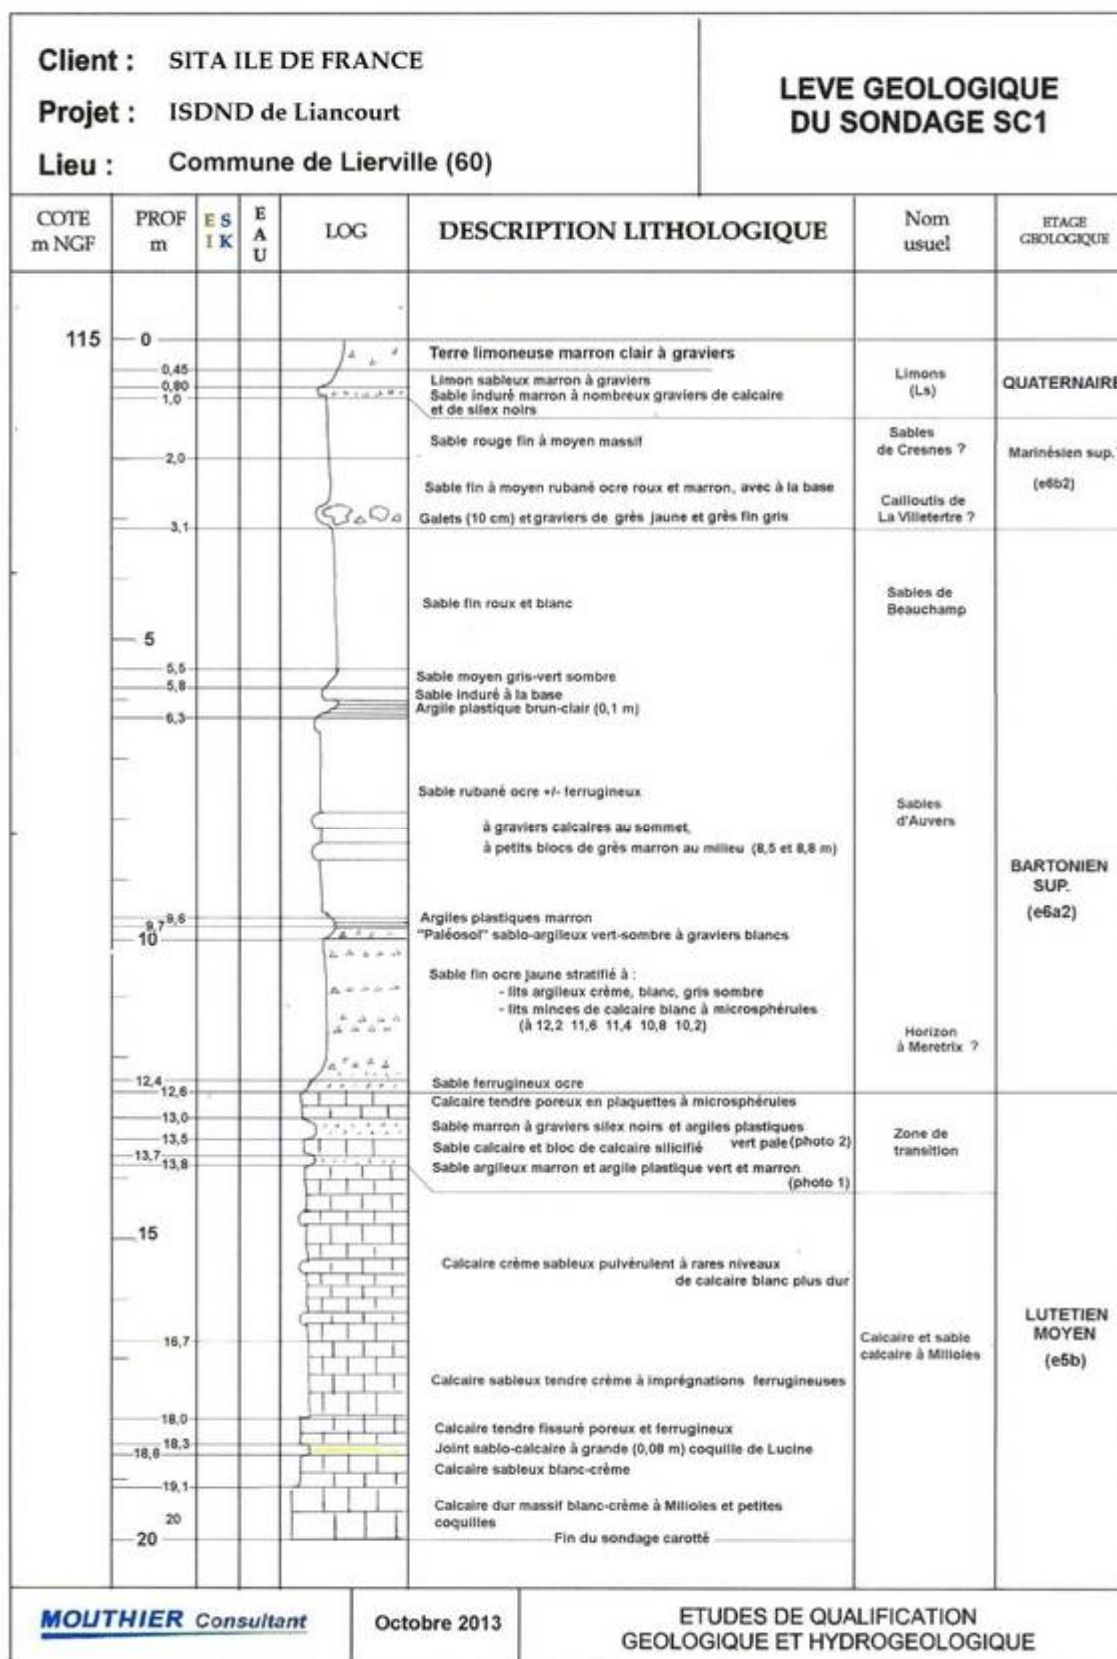 Client : SITA ILE DE FRANCE
Projet : ISDND de Liancourt
Lieu : Commune de Lierville (60)
LEVE GEOLOGIQUE
DU SONDAGE SC1
COTE
m NGF
PROF
m
E S
I K
E
A
U
LOG
DESCRIPTION LITHOLOGIQUE
Nom
usuel
ETAGE
GEOLOGIQUE
115
0
Terre limoneuse marron clair à graviers
0,45
Limon sableux marron à graviers
0,80
Sable induré marron à nombreux graviers de calcaire
et de silex noirs
1,0
Limons
(Ls)
QUATERNAIRE
Sable rouge fin à moyen massif
Sables
de Cresnes ?
Marinésien sup.
(e6b2)
2,0
Sable fin à moyen rubané ocre roux et marron, avec à la base
Galets (10 cm) et graviers de grès jaune et grès fin gris
Cailloutis de
La Villetertre ?
3,1
Sable fin roux et blanc
Sables de
Beauchamp
5
5,5
Sable moyen gris-vert sombre
5,8
Sable induré à la base
Argile plastique brun-clair (0,1 m)
6,3
Sable rubané ocre +/- ferrugineux
à graviers calcaires au sommet,
à petits blocs de grès marron au milieu (8,5 et 8,8 m)
Sables
d'Auvers
BARTONIEN
SUP.
(e6a2)
9,6
Argiles plastiques marron
9,7
"Paléosol" sablo-argileux vert-sombre à graviers blancs
10
Sable fin ocre jaune stratifié à :
- lits argileux crème, blanc, gris sombre
- lits minces de calcaire blanc à microsphérules
(à 12,2 11,6 11,4 10,8 10,2)
Horizon
à Meretrix ?
12,4
Sable ferrugineux ocre
12,6
Calcaire tendre poreux en plaquettes à microsphérules
13,0
Sable marron à graviers silex noirs et argiles plastiques
vert pale (photo 2)
13,5
Sable calcaire et bloc de calcaire silicifié
13,7
Sable argileux marron et argile plastique vert et marron
(photo 1)
13,8
Zone de
transition
15
Calcaire crème sableux pulvérulent à rares niveaux
de calcaire blanc plus dur
16,7
Calcaire et sable
calcaire à Milioles
LUTETIEN
MOYEN
(e5b)
Calcaire sableux tendre crème à imprégnations ferrugineuses
18,0
Calcaire tendre fissuré poreux et ferrugineux
18,3
Joint sablo-calcaire à grande (0,08 m) coquille de Lucine
18,6
Calcaire sableux blanc-crème
19,1
Calcaire dur massif blanc-crème à Milioles et petites
coquilles
20
20
Fin du sondage carotté
MOUTHIER Consultant
Octobre 2013
ETUDES DE QUALIFICATION
GEOLOGIQUE ET HYDROGEOLOGIQUE